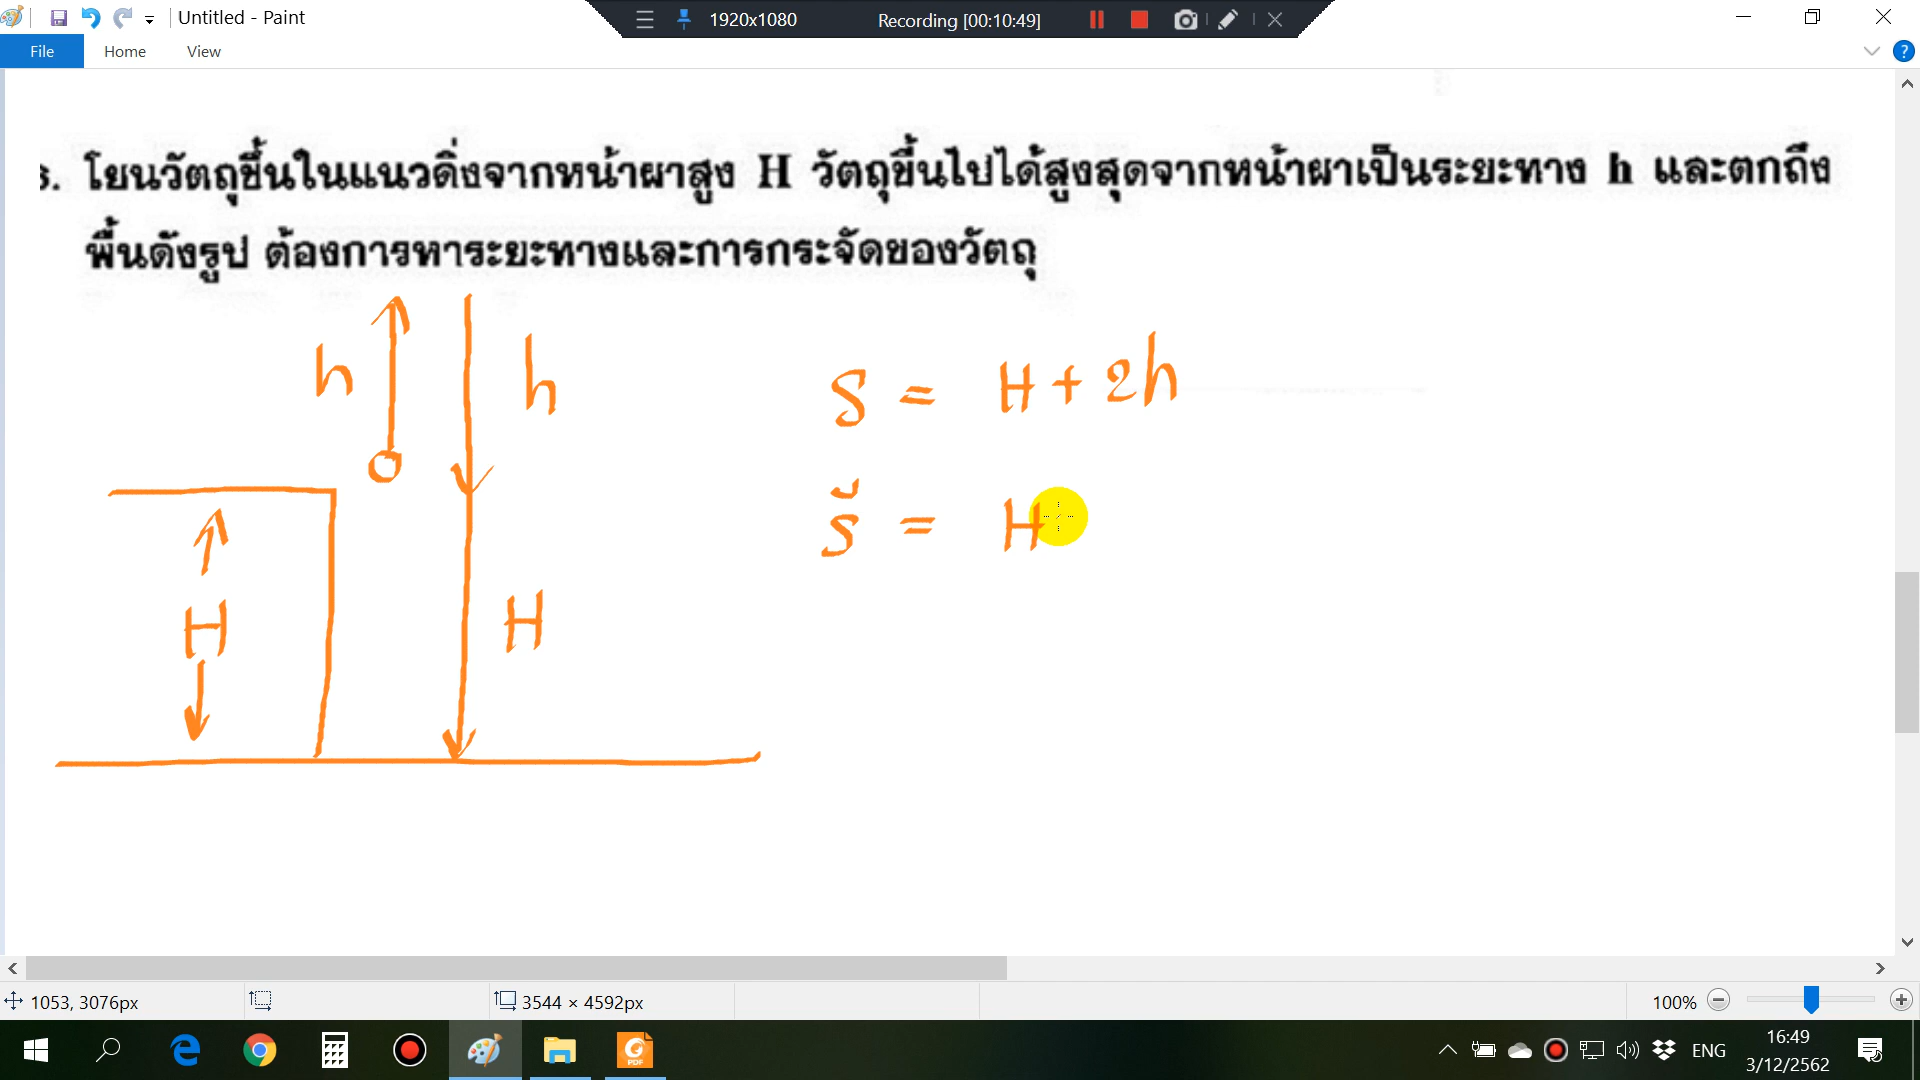 Untitled - Paint
1920x1080
Recording [00:10:49]
File Home View
โยนวัตถุขึ้นในแนวดิ่งจากหน้าผาสูง H วัตถุขึ้นไปได้สูงสุดจากหน้าผาเป็นระยะทาง h และตกถึง
พื้นดังรูป ต้องการหาระยะทางและการกระจัดของวัตถุ
h
h
S = H + 2h
S = H
H
H
1053, 3076px
3544 × 4592px
100%
PDF
ENG
16:49
3/12/2562